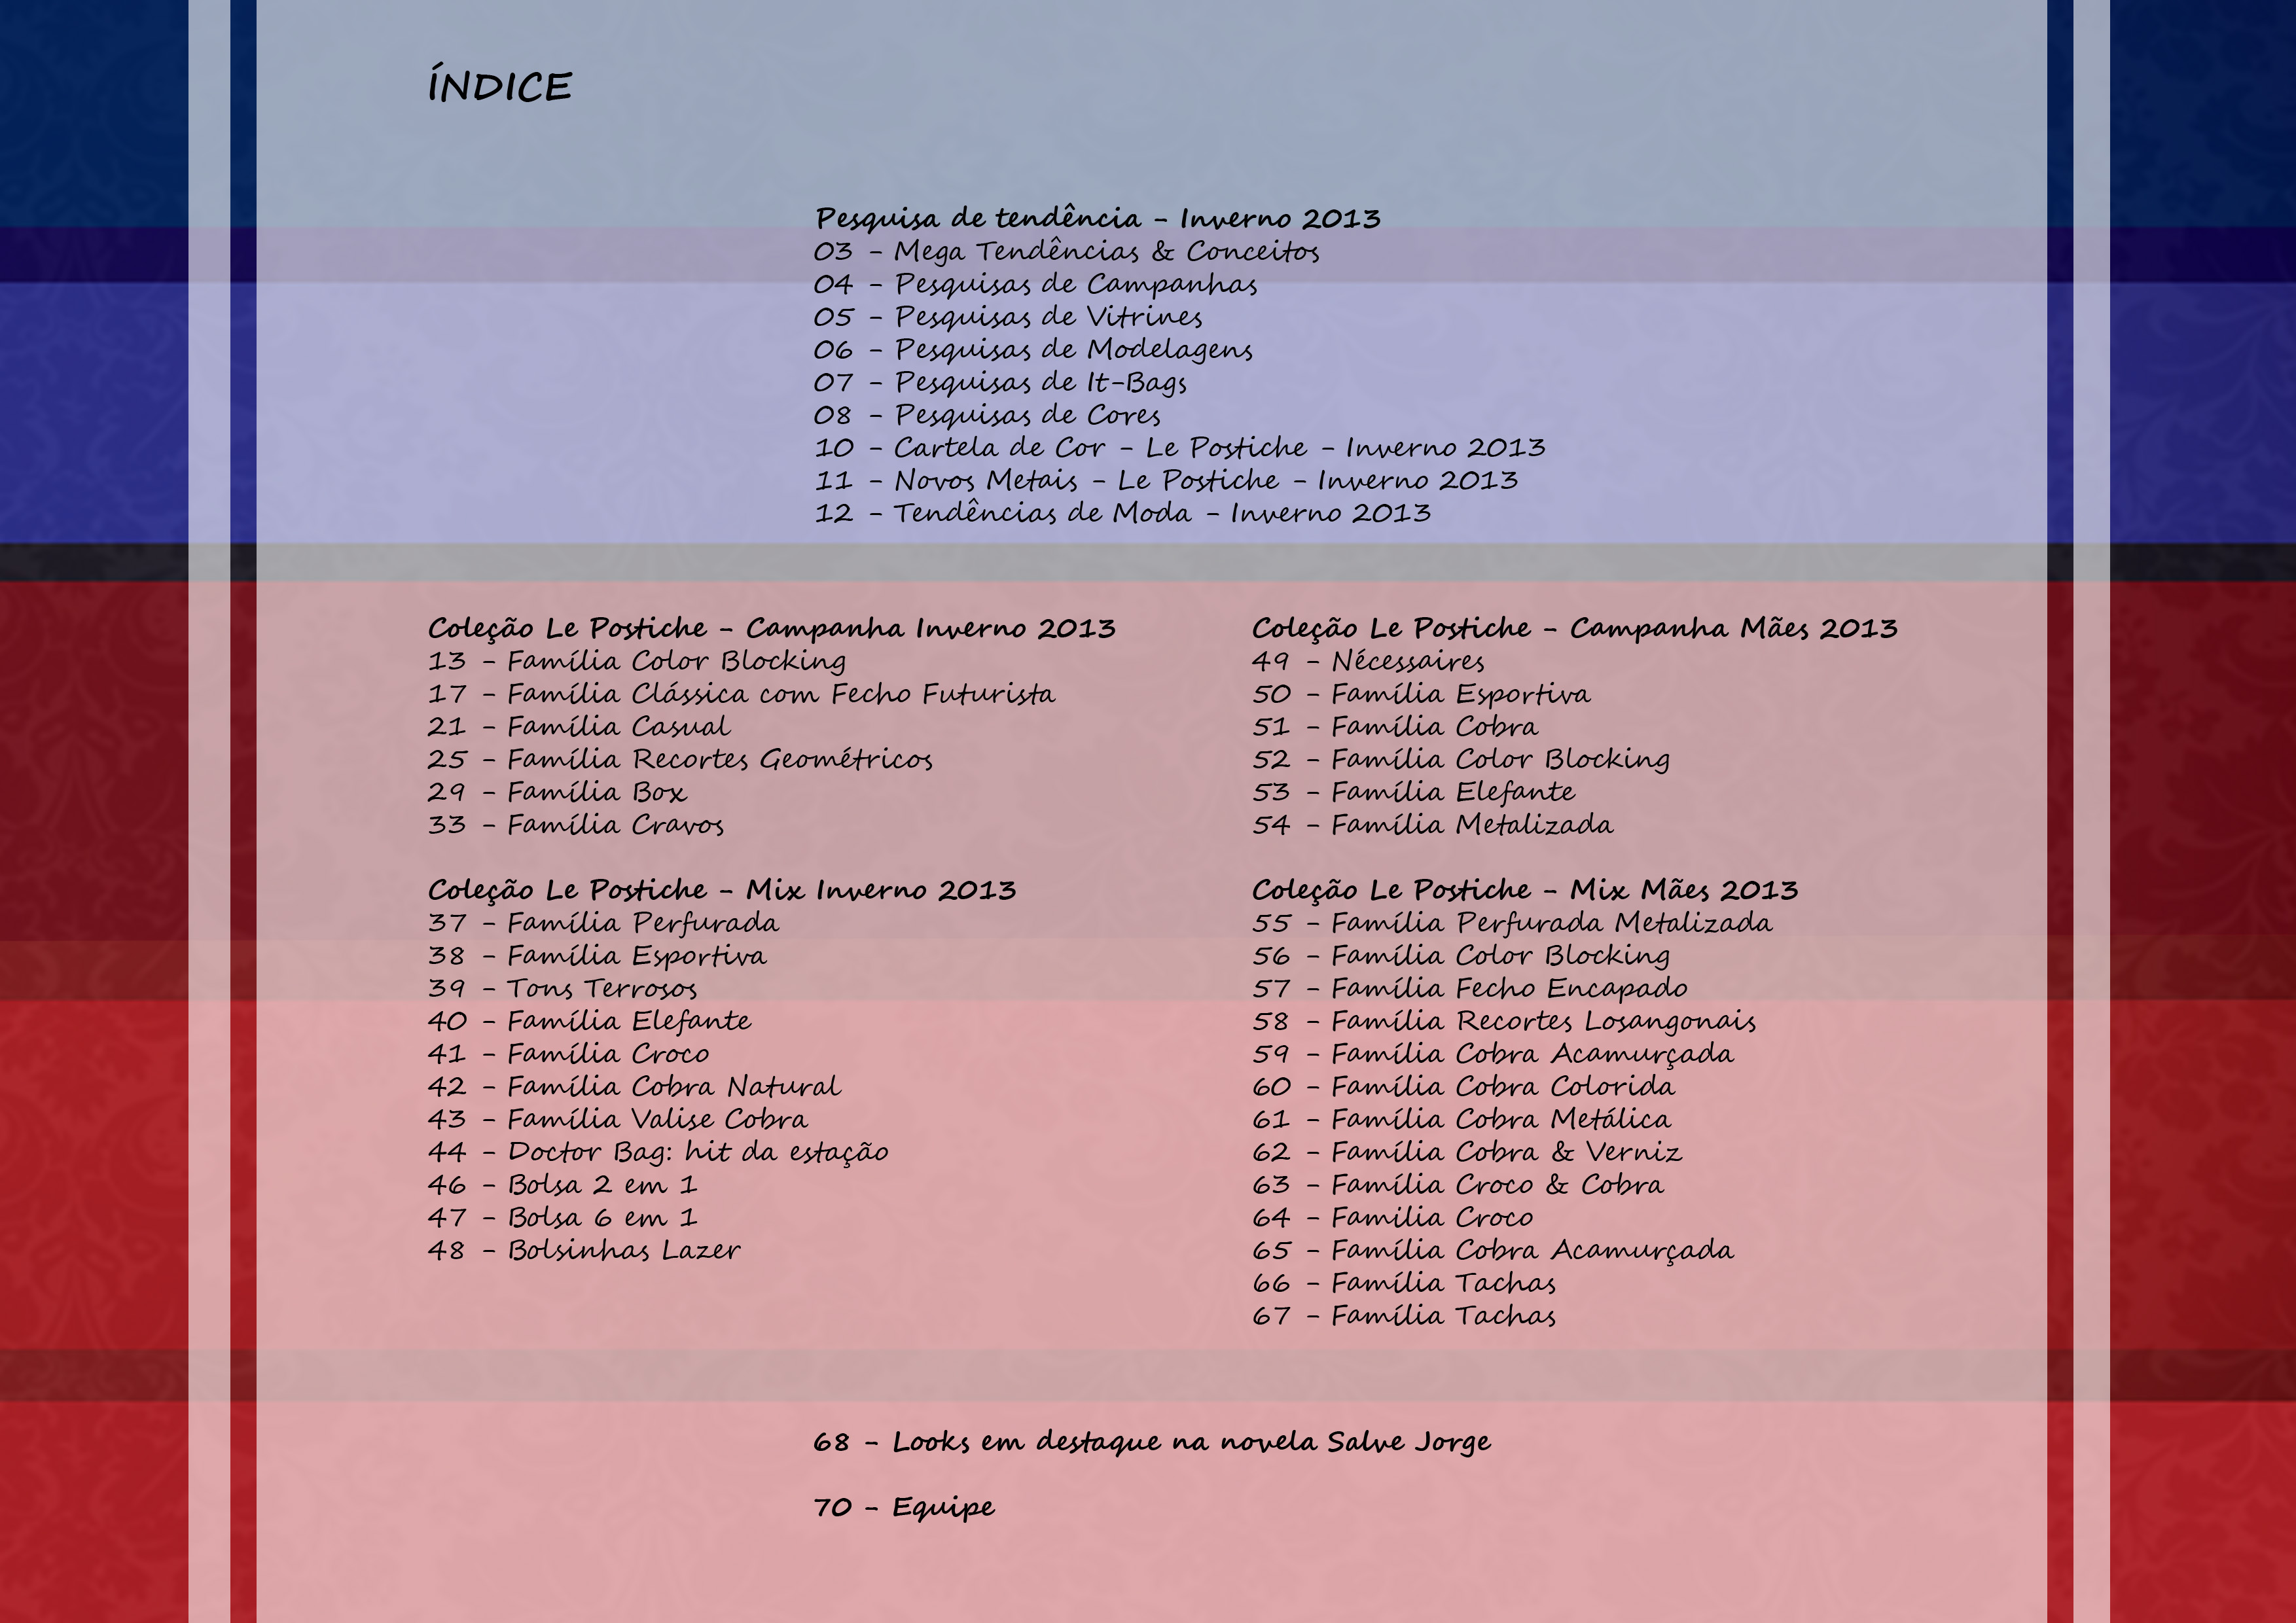 ÍNDICE
Pesquisa de tendência - Inverno 2013
03 - Mega Tendências & Conceitos
04 - Pesquisas de Campanhas
05 - Pesquisas de Vitrines
06 - Pesquisas de Modelagens
07 - Pesquisas de It-Bags
08 - Pesquisas de Cores
10 - Cartela de Cor - Le Postiche - Inverno 2013
11 - Novos Metais - Le Postiche - Inverno 2013
12 - Tendências de Moda - Inverno 2013
Coleção Le Postiche - Campanha Inverno 2013
13 - Família Color Blocking
17 - Família Clássica com Fecho Futurista
21 - Família Casual
25 - Família Recortes Geométricos
29 - Família Box
33 - Família Cravos
Coleção Le Postiche - Mix Inverno 2013
37 - Família Perfurada
38 - Família Esportiva
39 - Tons Terrosos
40 - Família Elefante
41 - Família Croco
42 - Família Cobra Natural
43 - Família Valise Cobra
44 - Doctor Bag: hit da estação
46 - Bolsa 2 em 1
47 - Bolsa 6 em 1
48 - Bolsinhas Lazer
Coleção Le Postiche - Campanha Mães 2013
49 - Nécessaires
50 - Família Esportiva
51 - Família Cobra
52 - Família Color Blocking
53 - Família Elefante
54 - Família Metalizada
Coleção Le Postiche - Mix Mães 2013
55 - Família Perfurada Metalizada
56 - Família Color Blocking
57 - Família Fecho Encapado
58 - Família Recortes Losangonais
59 - Família Cobra Acamurçada
60 - Família Cobra Colorida
61 - Família Cobra Metálica
62 - Família Cobra & Verniz
63 - Família Croco & Cobra
64 - Familia Croco
65 - Família Cobra Acamurçada
66 - Família Tachas
67 - Família Tachas
68 - Looks em destaque na novela Salve Jorge
70 - Equipe